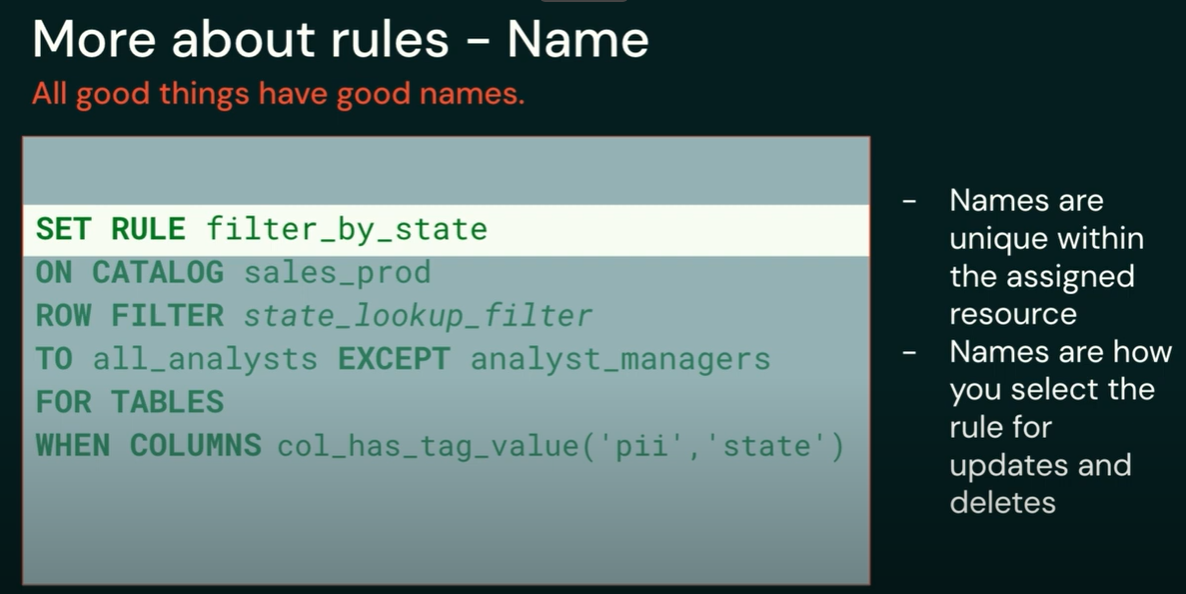 More about rules - Name
All good things have good names.
SET RULE filter_by_state
ON CATALOG sales_prod
ROW FILTER state_lookup_filter
TO all_analysts EXCEPT analyst_managers
FOR TABLES
WHEN COLUMNS col_has_tag_value('pii','state')
- Names are
unique within
the assigned
resource
- Names are how
you select the
rule for
updates and
deletes